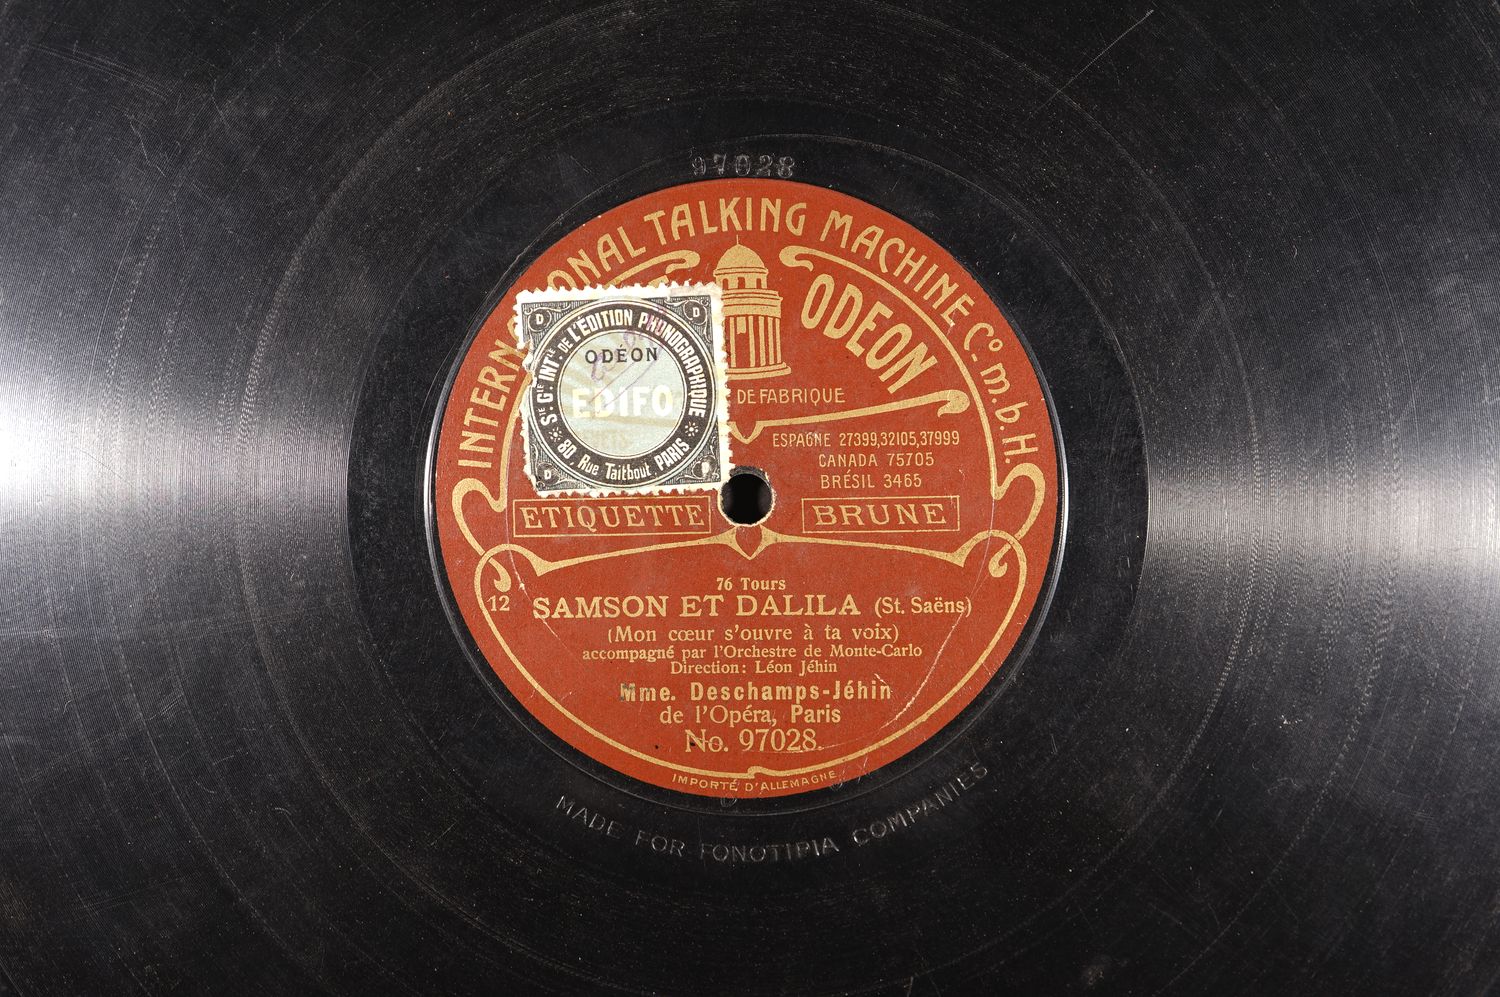 97028
INTERN ONAL TALKING MACHINE Co. m.b.H.
ODEON
DE FABRIQUE
Sté. Gle. INTLE. DE L'ÉDITION PHONOGRAPHIQUE
ODÉON
EDIFO
80, Rue Taitbout, PARIS
D
D
D
D
ESPAGNE 27399,32105,37999
CANADA 75705
BRÉSIL 3465
ETIQUETTE BRUNE
76 Tours
12 SAMSON ET DALILA (St. Saëns)
(Mon cœur s'ouvre à ta voix)
accompagné par l'Orchestre de Monte-Carlo
Direction: Léon Jéhin
Mme. Deschamps-Jéhin
de l'Opéra, Paris
No. 97028.
IMPORTÉ D'ALLEMAGNE
MADE FOR FONOTIPIA COMPANIES